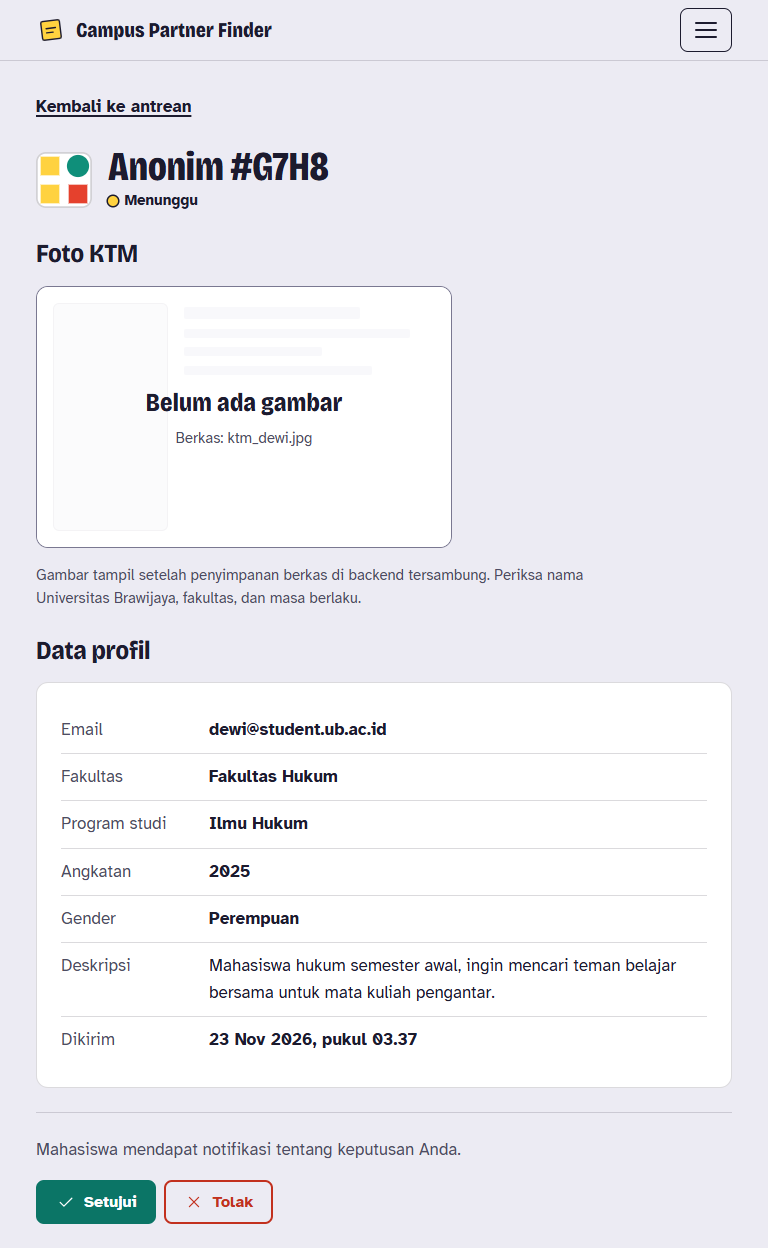 Campus Partner Finder
Kembali ke antrean
Anonim #G7H8
Menunggu
Foto KTM
Belum ada gambar
Berkas: ktm_dewi.jpg
Gambar tampil setelah penyimpanan berkas di backend tersambung. Periksa nama
Universitas Brawijaya, fakultas, dan masa berlaku.
Data profil
Email dewi@student.ub.ac.id
Fakultas Fakultas Hukum
Program studi Ilmu Hukum
Angkatan 2025
Gender Perempuan
Deskripsi Mahasiswa hukum semester awal, ingin mencari teman belajar
bersama untuk mata kuliah pengantar.
Dikirim 23 Nov 2026, pukul 03.37
Mahasiswa mendapat notifikasi tentang keputusan Anda.
Setujui Tolak